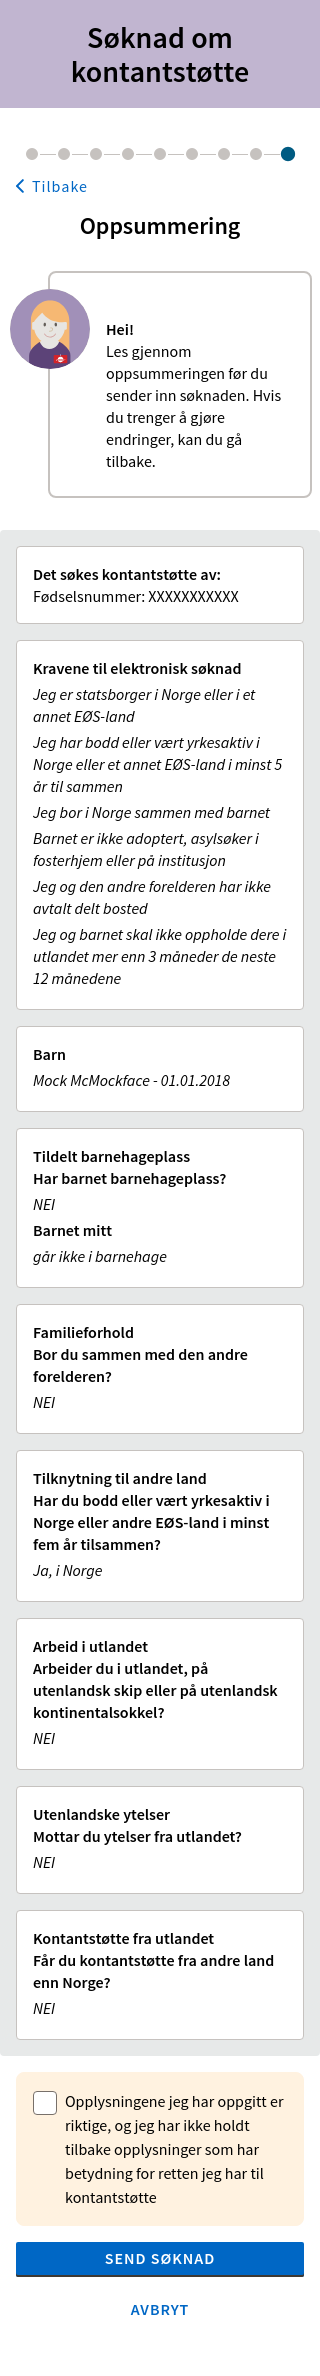 Søknad om
kontantstøtte
Tilbake
Oppsummering
Hei!
Les gjennom
oppsummeringen før du
sender inn søknaden. Hvis
du trenger å gjøre
endringer, kan du gå
tilbake.
Det søkes kontantstøtte av:
Fødselsnummer: XXXXXXXXXXX
Kravene til elektronisk søknad
Jeg er statsborger i Norge eller i et
annet EØS-land
Jeg har bodd eller vært yrkesaktiv i
Norge eller et annet EØS-land i minst 5
år til sammen
Jeg bor i Norge sammen med barnet
Barnet er ikke adoptert, asylsøker i
fosterhjem eller på institusjon
Jeg og den andre forelderen har ikke
avtalt delt bosted
Jeg og barnet skal ikke oppholde dere i
utlandet mer enn 3 måneder de neste
12 månedene
Barn
Mock McMockface - 01.01.2018
Tildelt barnehageplass
Har barnet barnehageplass?
NEI
Barnet mitt
går ikke i barnehage
Familieforhold
Bor du sammen med den andre
forelderen?
NEI
Tilknytning til andre land
Har du bodd eller vært yrkesaktiv i
Norge eller andre EØS-land i minst
fem år tilsammen?
Ja, i Norge
Arbeid i utlandet
Arbeider du i utlandet, på
utenlandsk skip eller på utenlandsk
kontinentalsokkel?
NEI
Utenlandske ytelser
Mottar du ytelser fra utlandet?
NEI
Kontantstøtte fra utlandet
Får du kontantstøtte fra andre land
enn Norge?
NEI
Opplysningene jeg har oppgitt er
riktige, og jeg har ikke holdt
tilbake opplysninger som har
betydning for retten jeg har til
kontantstøtte
SEND SØKNAD
AVBRYT